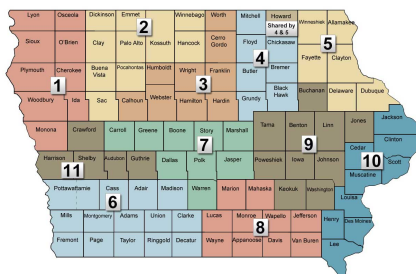 Lyon Osceola Dickinson Emmet Winnebago Worth Mitchell Howard Winneshiek Allamakee
Shared by
4 & 5
2
Sioux O'Brien Clay Palo Alto Kossuth Hancock Cerro
Gordo Floyd Chickasaw
4 5
Fayette Clayton
Plymouth Cherokee Buena
Vista Pocahontas Humboldt Wright Franklin Butler Bremer
1 3
Woodbury Ida Sac Calhoun Webster Hamilton Hardin Grundy Black
Hawk Buchanan Delaware Dubuque
Monona Crawford Carroll Greene Boone Story Marshall Tama Benton Linn Jones Jackson
7 9
Clinton
Cedar
10
Harrison Shelby Audubon Guthrie Dallas Polk Jasper Poweshiek Iowa Johnson Scott
11
Muscatine
Pottawattamie Cass Adair Madison Warren Marion Mahaska Keokuk Washington
Louisa
6
Mills Montgomery Adams Union Clarke Lucas Monroe Wapello Jefferson Henry Des Moines
8
Fremont Page Taylor Ringgold Decatur Wayne Appanoose Davis Van Buren
Lee